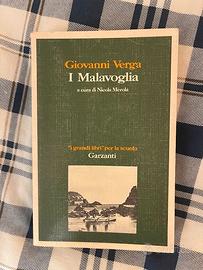 Giovanni Verga
I Malavoglia
a cura di Nicola Merola
"i grandi libri" per la scuola
Garzanti